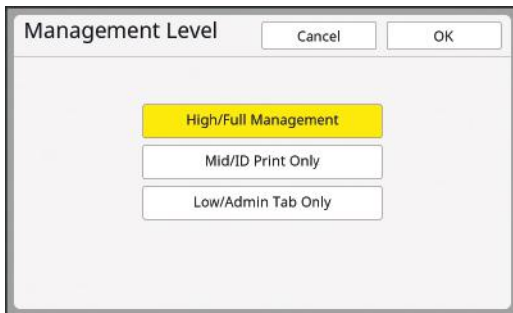 Management Level
Cancel
OK
High/Full Management
Mid/ID Print Only
Low/Admin Tab Only